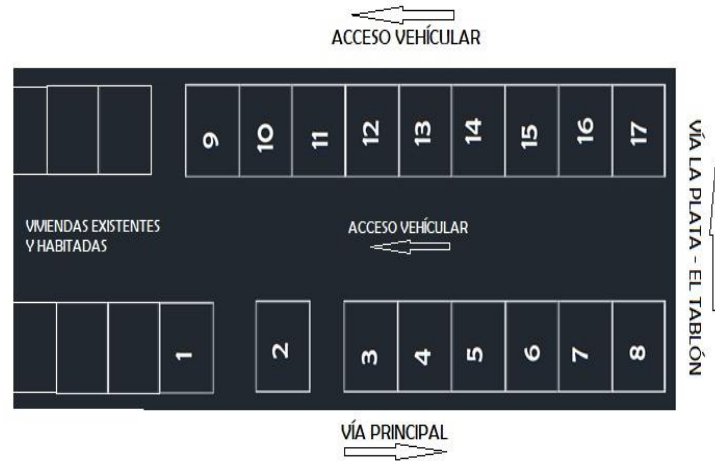 ACCESO VEHÍCULAR
9 10 11 12 13 14 15 16 17
VIVIENDAS EXISTENTES
Y HABITADAS
ACCESO VEHÍCULAR
VÍA LA PLATA - EL TABLÓN
1 2 3 4 5 6 7 8
VÍA PRINCIPAL